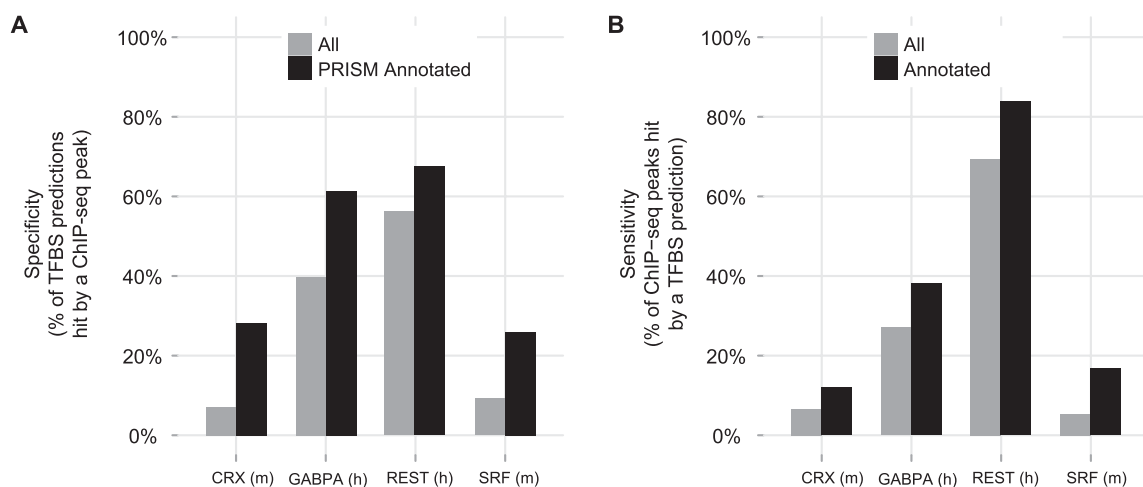 A
100%
80%
60%
40%
20%
0%
Specificity
(% of TFBS predictions
hit by a ChIP-seq peak)
All
PRISM Annotated
CRX (m)
GABPA (h)
REST (h)
SRF (m)
B
100%
80%
60%
40%
20%
0%
Sensitivity
(% of ChIP−seq peaks hit
by a TFBS prediction)
All
Annotated
CRX (m)
GABPA (h)
REST (h)
SRF (m)